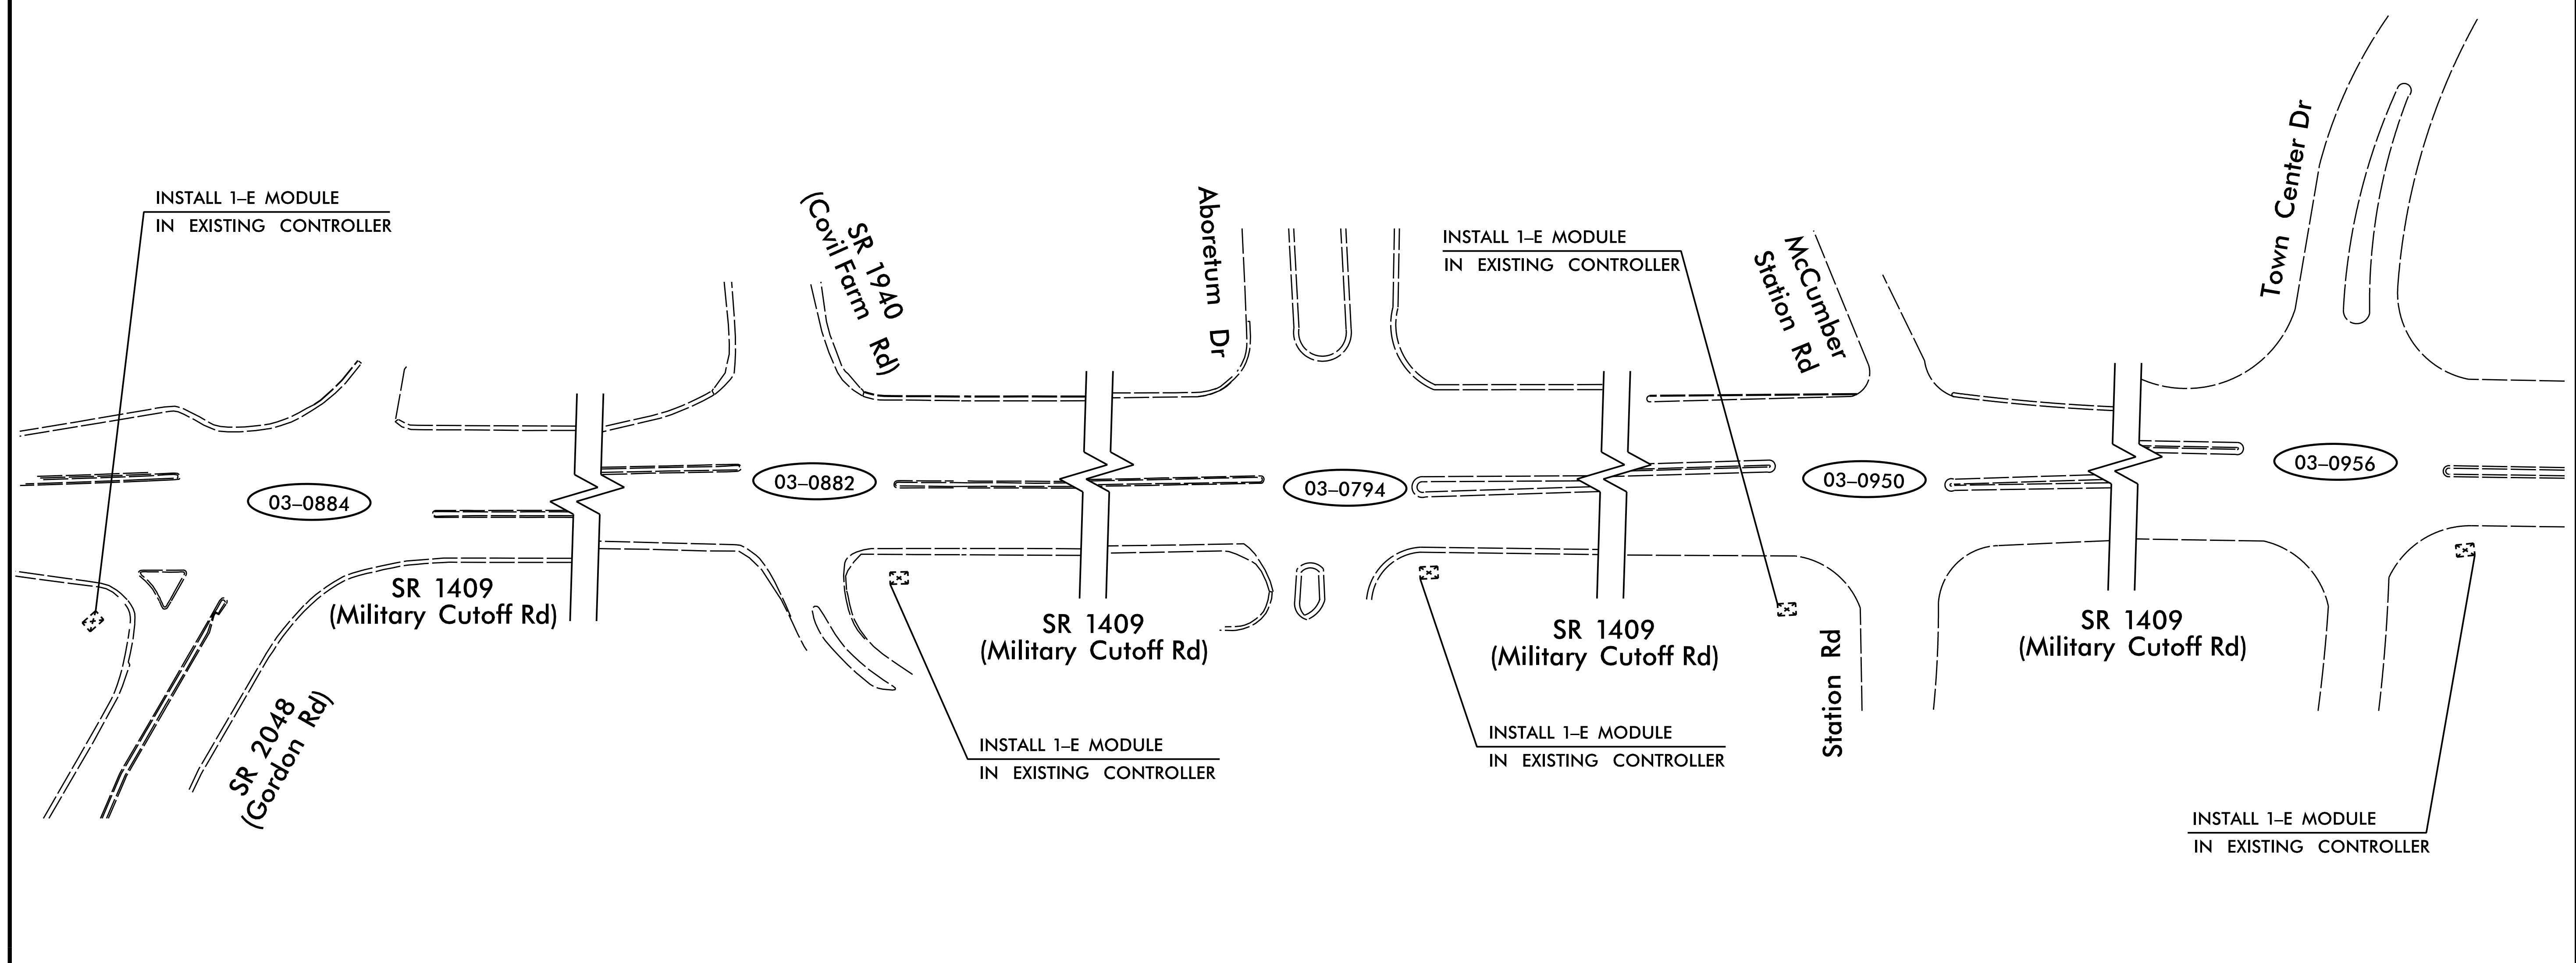 INSTALL 1–E MODULE
IN EXISTING CONTROLLER
03–0884
SR 1409
(Military Cutoff Rd)
SR 2048
(Gordon Rd)
SR 1940
(Covil Farm Rd)
03–0882
INSTALL 1–E MODULE
IN EXISTING CONTROLLER
SR 1409
(Military Cutoff Rd)
Aboretum Dr
03–0794
INSTALL 1–E MODULE
IN EXISTING CONTROLLER
SR 1409
(Military Cutoff Rd)
INSTALL 1–E MODULE
IN EXISTING CONTROLLER
McCumber
Station Rd
03–0950
Station Rd
SR 1409
(Military Cutoff Rd)
Town Center Dr
03–0956
INSTALL 1–E MODULE
IN EXISTING CONTROLLER